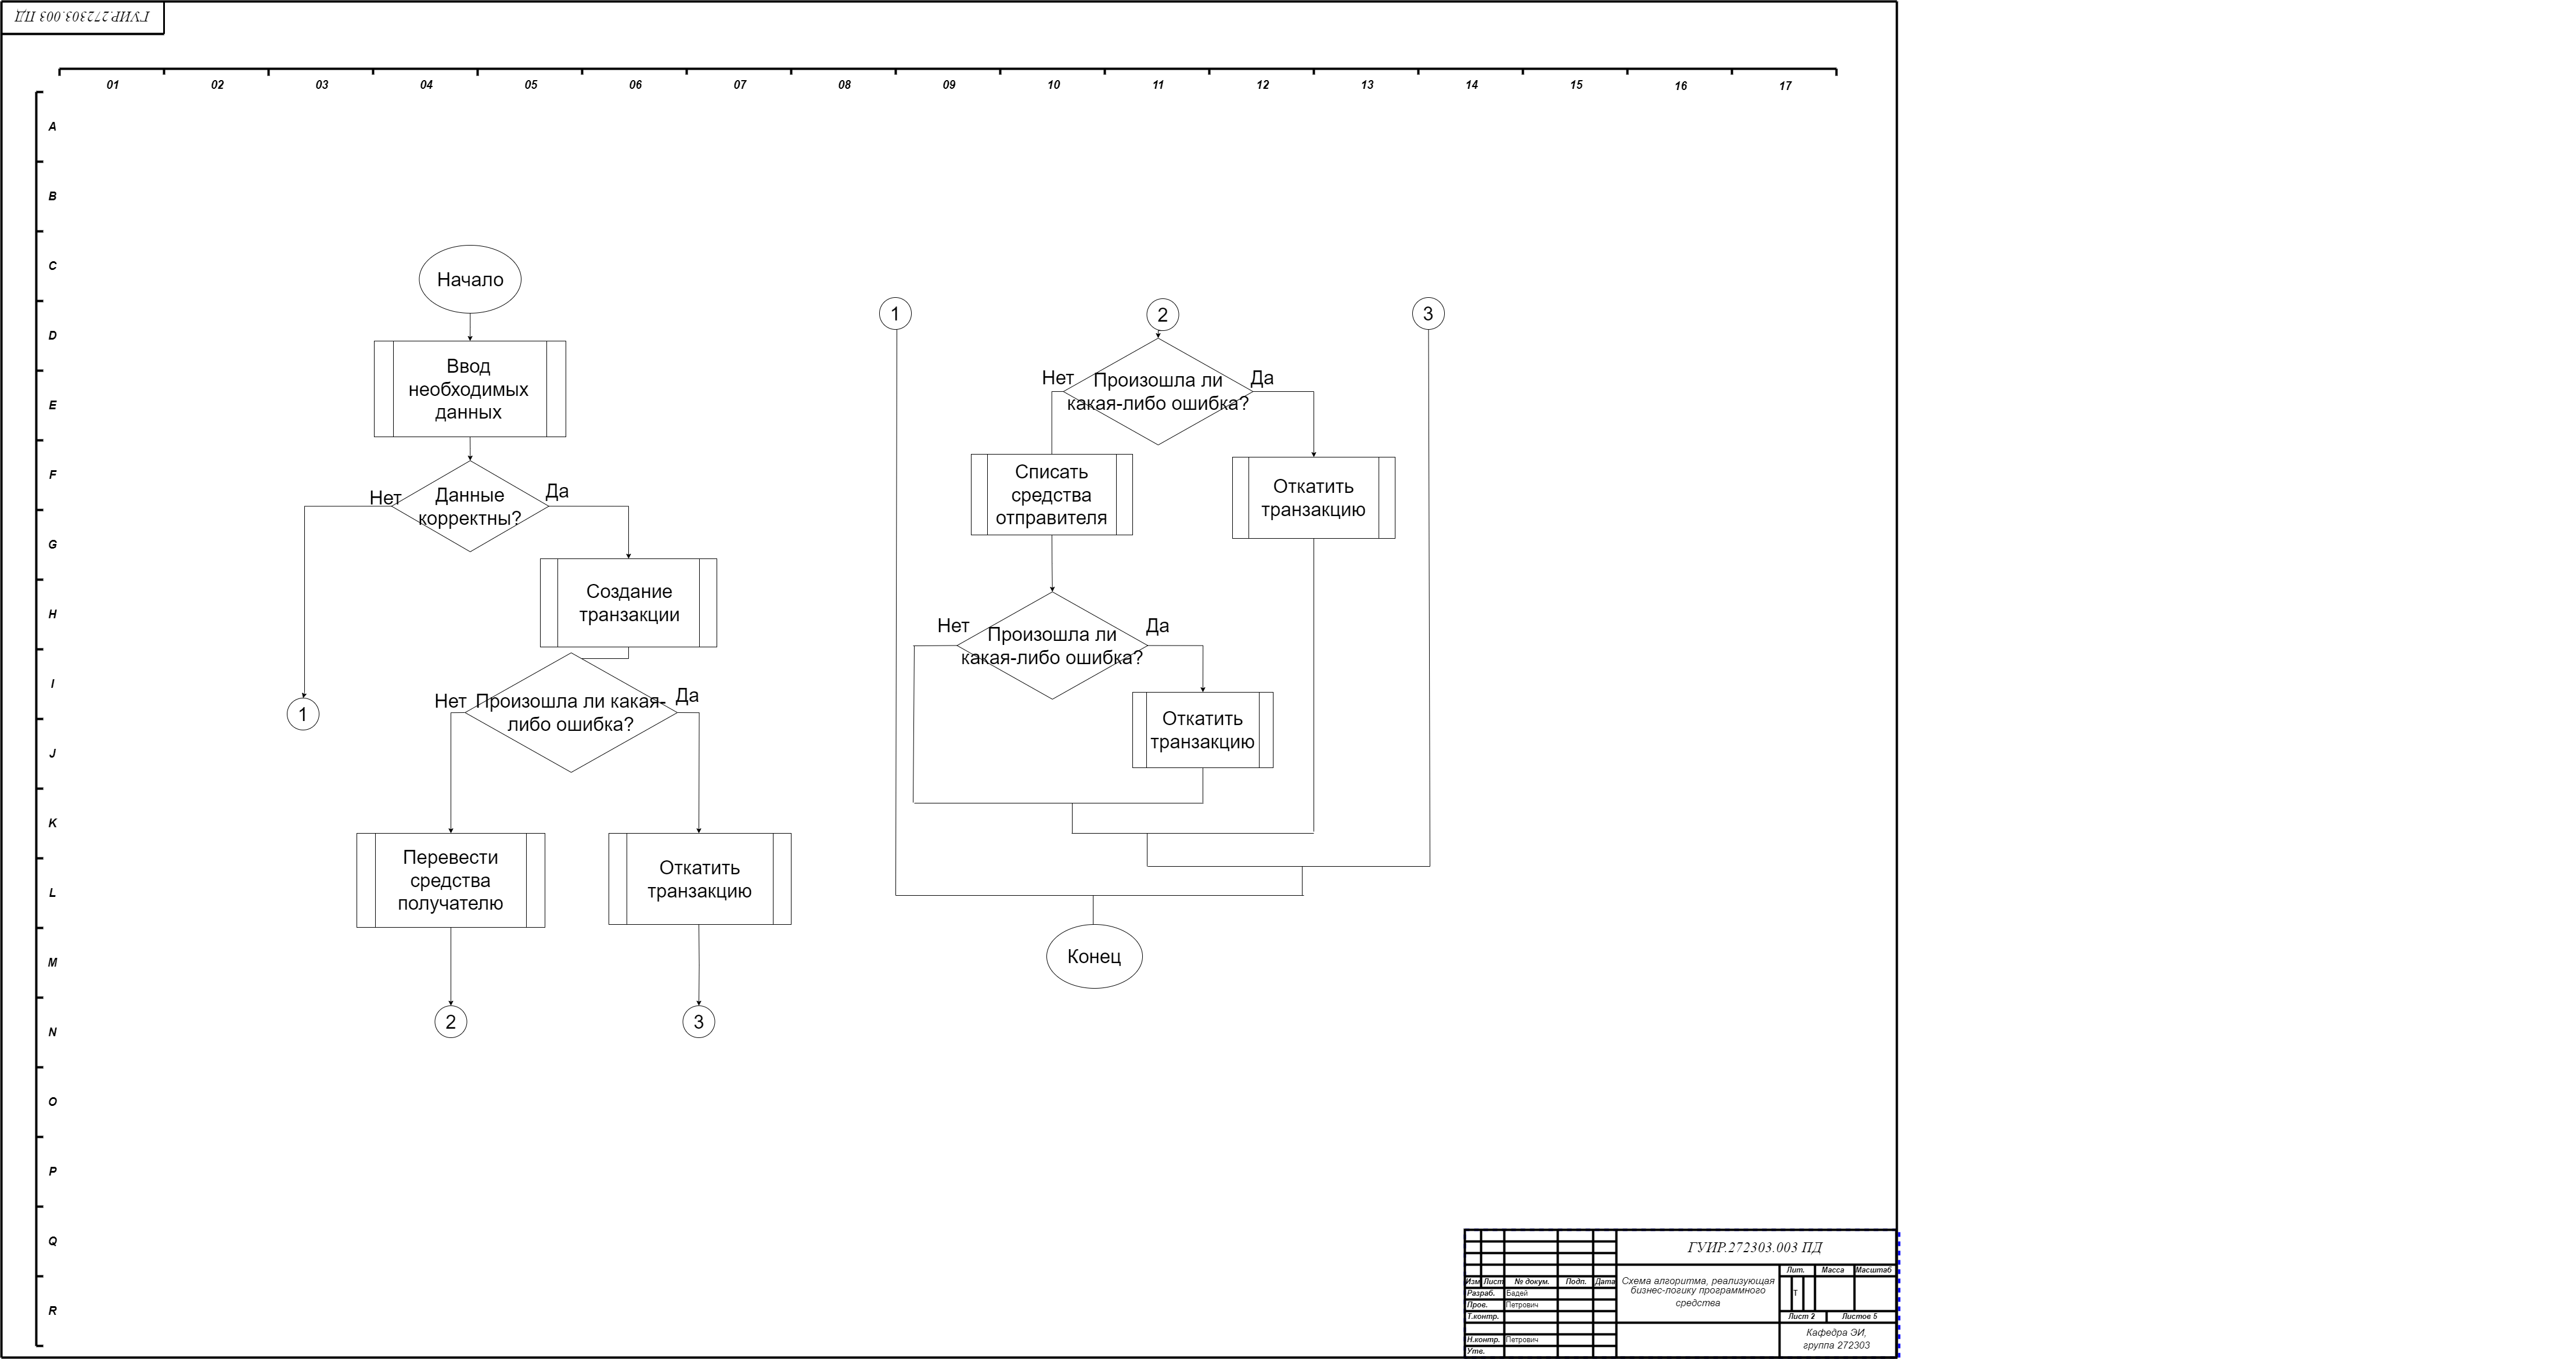 ГУИР.272303.003 ПД
01 02 03 04 05 06 07 08 09 10 11 12 13 14 15 16 17
A
B
C
D
E
F
G
H
I
J
K
L
M
N
O
P
Q
R
Начало
Ввод
необходимых
данных
Данные
корректны?
Нет
Да
Создание
транзакции
Произошла ли какая-
либо ошибка?
Нет
Да
1
Перевести
средства
получателю
Откатить
транзакцию
2
3
1
2
3
Произошла ли
какая-либо ошибка?
Нет
Да
Списать
средства
отправителя
Откатить
транзакцию
Произошла ли
какая-либо ошибка?
Нет
Да
Откатить
транзакцию
Конец
ГУИР.272303.003 ПД
Изм Лист № докум. Подп. Дата
Разраб. Бадей
Пров. Петрович
Т.контр.
Н.контр. Петрович
Утв.
Схема алгоритма, реализующая
бизнес-логику программного
средства
Лит. Масса Масштаб
Т
Лист 2 Листов 5
Кафедра ЭИ,
группа 272303